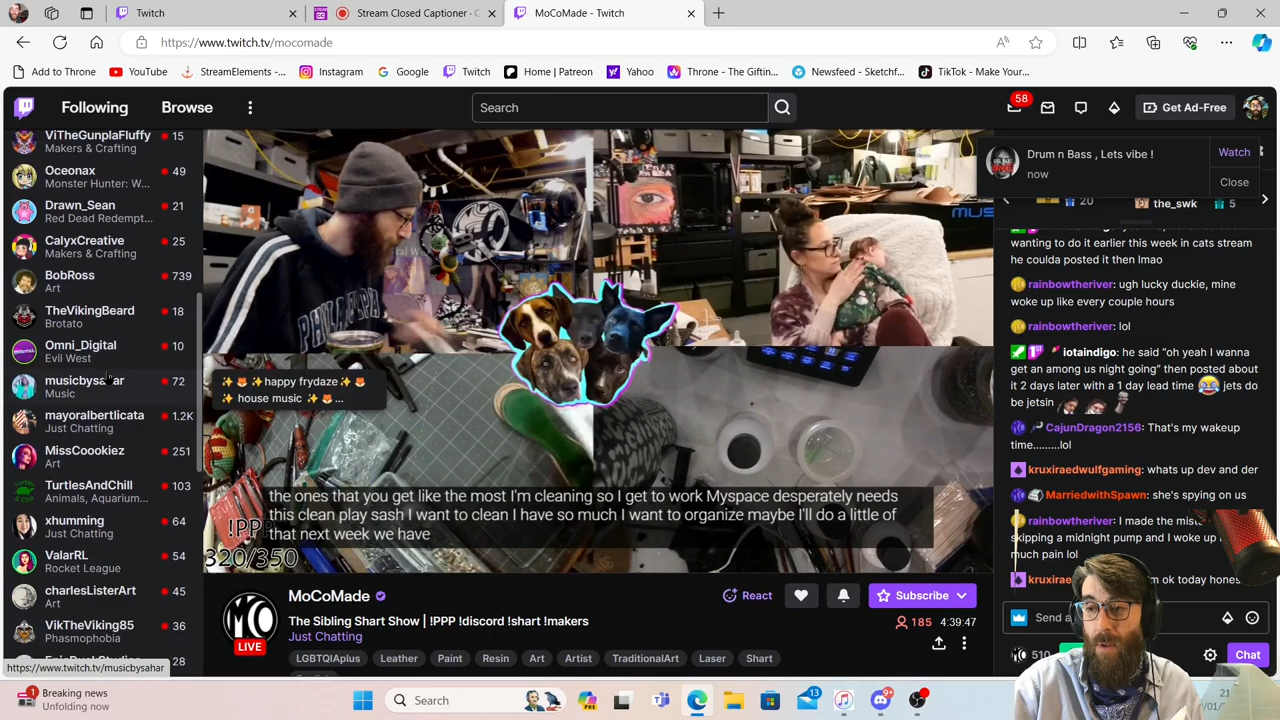 Twitch
Stream Closed Captioner · C
MoCoMade - Twitch
https://www.twitch.tv/mocomade
Add to Throne
YouTube
StreamElements -...
Instagram
Google
Twitch
Home | Patreon
Yahoo
Throne - The Giftin...
Newsfeed - Sketchf...
TikTok - Make Your...
Following
Browse
Search
58
Get Ad-Free
ViTheGunplaFluffy
15
Makers & Crafting
Oceonax
49
Monster Hunter: W...
Drawn_Sean
21
Red Dead Redempt...
CalyxCreative
25
Makers & Crafting
BobRoss
739
Art
TheVikingBeard
18
Brotato
Omni_Digital
10
Evil West
musicbysahar
72
Music
mayoralbertlicata
1.2K
Just Chatting
MissCoookiez
251
Art
TurtlesAndChill
103
Animals, Aquarium...
xhumming
64
Just Chatting
ValarRL
54
Rocket League
charlesListerArt
45
Art
VikTheViking85
36
Phasmophobia
28
https://www.twitch.tv/musicbysahar
happy frydaze
house music ...
PHILADELPH
MUS
the ones that you get like the most I'm cleaning so I get to work Myspace desperately needs
this clean play sash I want to clean I have so much I want to organize maybe I'll do a little of
that next week we have
!PPP
320/350
MoCoMade
React
Subscribe
The Sibling Shart Show | !PPP !discord !shart !makers
185
4:39:47
Just Chatting
LIVE
LGBTQIAplus
Leather
Paint
Resin
Art
Artist
TraditionalArt
Laser
Shart
Drum n Bass , Lets vibe !
Watch
now
Close
20
the_swk
5
wanting to do it earlier this week in cats stream
he coulda posted it then lmao
rainbowtheriver: ugh lucky duckie, mine
woke up like every couple hours
rainbowtheriver: lol
iotaindigo: he said "oh yeah I wanna
get an among us night going" then posted about
it 2 days later with a 1 day lead time jets do
be jetsin
CajunDragon2156: That's my wakeup
time.........lol
kruxiraedwulfgaming: whats up dev and der
MarriedwithSpawn: she's spying on us
rainbowtheriver: I made the mis
skipping a midnight pump and I woke up
much pain lol
kruxirae
m ok today hones
Send a
510
Chat
Breaking news
Unfolding now
1
Search
PRE
13
9+
21